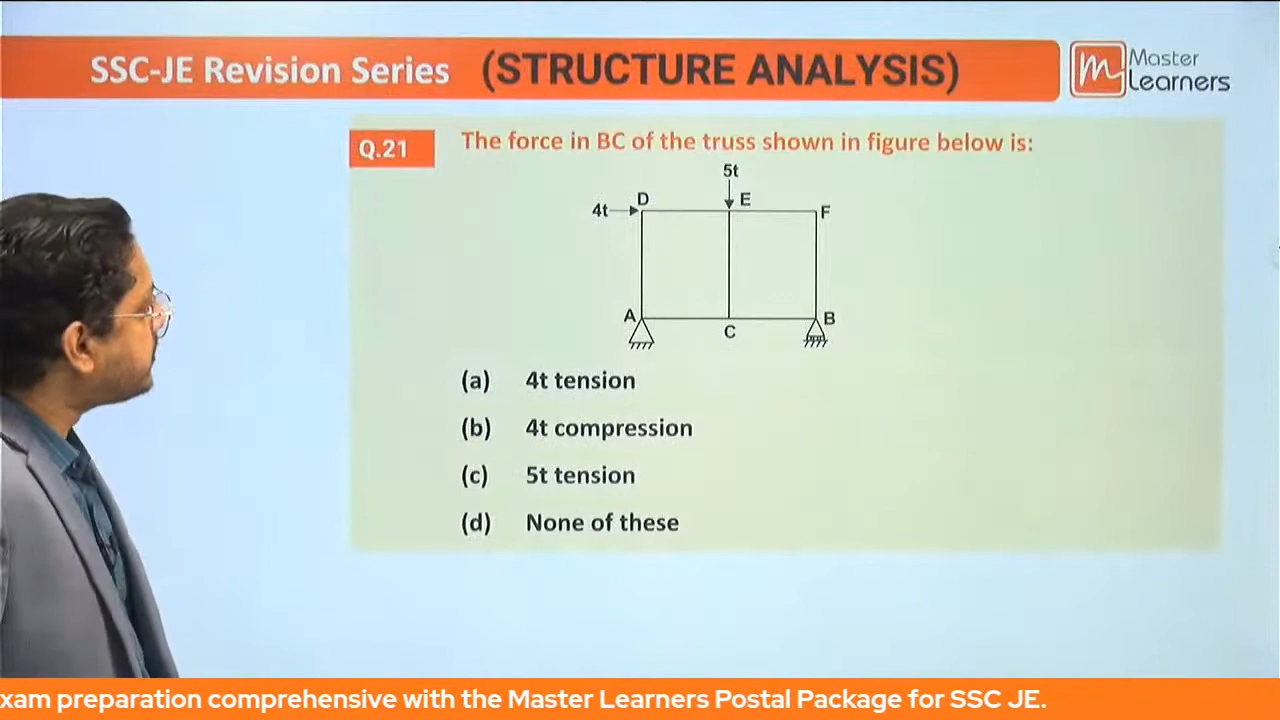 SSC-JE Revision Series (STRUCTURE ANALYSIS)
m Master Learners
Q.21 The force in BC of the truss shown in figure below is:
5t
4t D E F
A C B
(a) 4t tension
(b) 4t compression
(c) 5t tension
(d) None of these
xam preparation comprehensive with the Master Learners Postal Package for SSC JE.